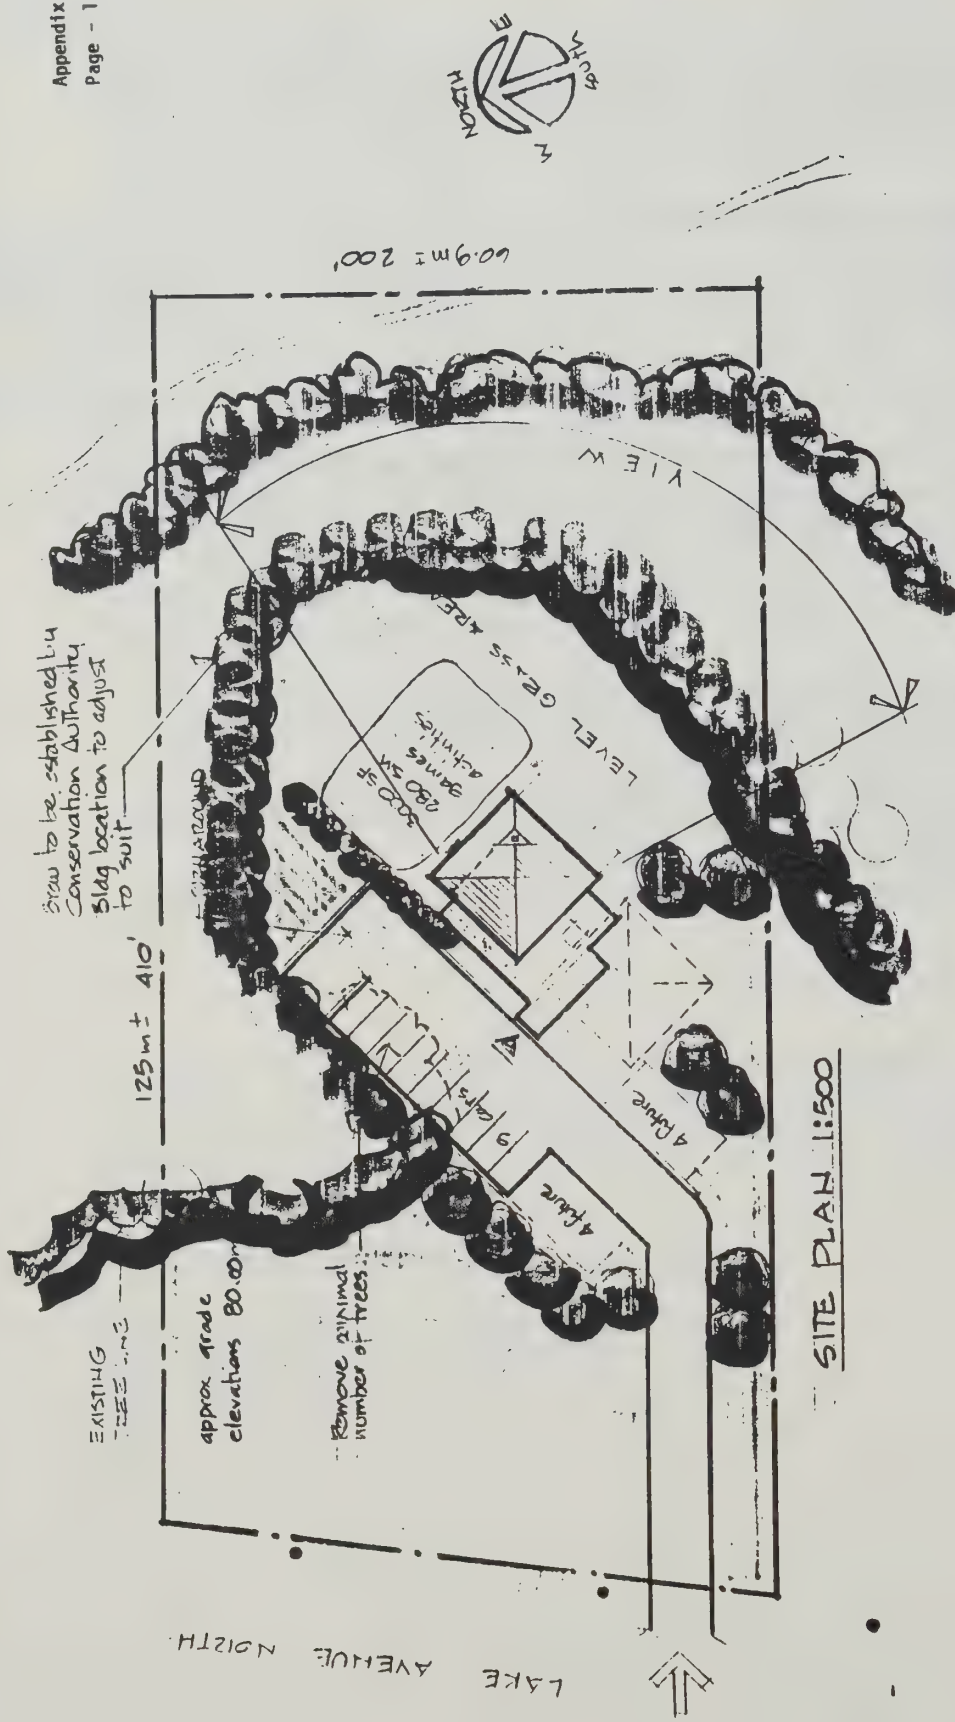 Appendix
Page - 1
NORTH
E
SOUTH
W
60.9m ± 200'
to be established by
Conservation Authority
Bldg location to adjust
to suit
125m ± 410'
VIEW
LEVEL GRASS AREA
3000 SF
280 SM
games
activities
TURNAROUND
9 cars
4 future
4 future
EXISTING
TREE LINE
approx grade
elevations 80.00m
Remove minimal
number of trees
LAKE AVENUE NORTH
SITE PLAN 1:500